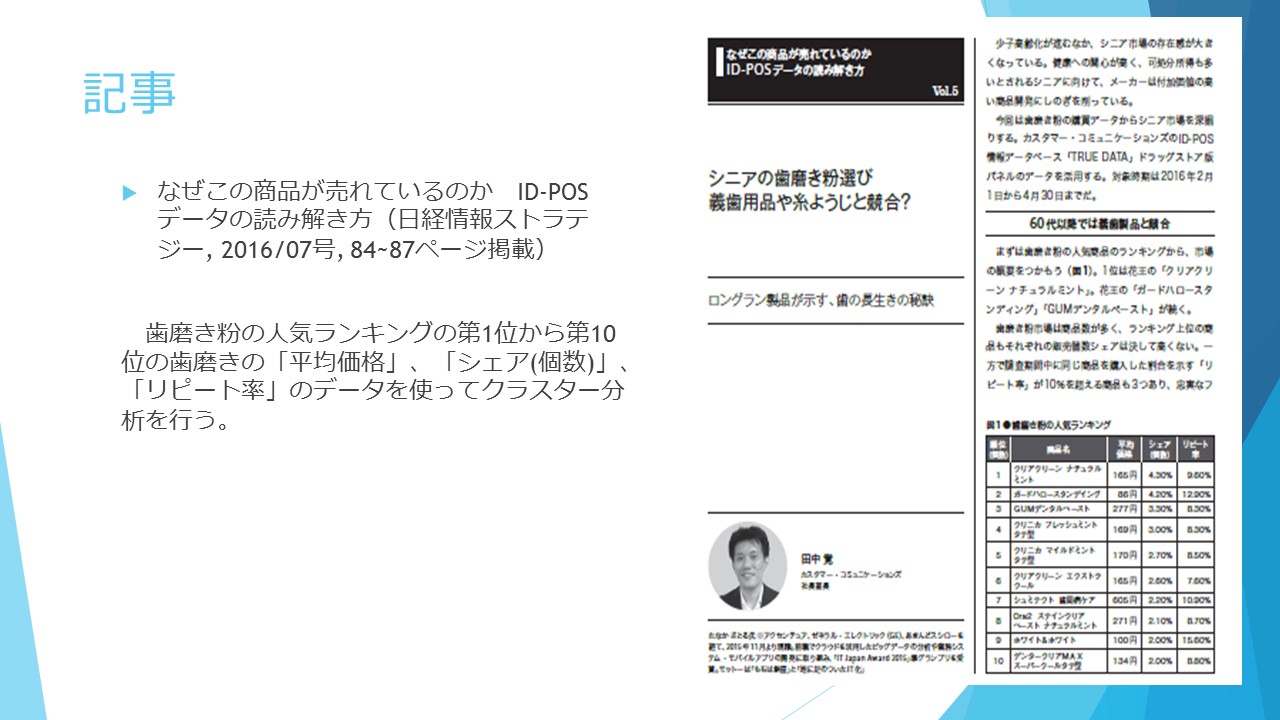 記事
なぜこの商品が売れているのか　ID-POS
データの読み解き方（日経情報ストラテ
ジー, 2016/07号, 84~87ページ掲載）
歯磨き粉の人気ランキングの第1位から第10
位の歯磨きの「平均価格」、「シェア(個数)」、
「リピート率」のデータを使ってクラスター分
析を行う。
なぜこの商品が売れているのか
ID-POSデータの読み解き方
Vol.5
シニアの歯磨き粉選び
義歯用品や糸ようじと競合?
ロングラン製品が示す、歯の長生きの秘訣
田中 覚
カスタマー・コミュニケーションズ
社長室長
て、2015年11月より現職。
少子高齢化が進むなか、シニア市場の存在感が大き
くなっている。健康への関心が高く、可処分所得も多
いとされるシニアに向けて、メーカーは付加価値の高
い商品開発にしのぎを削っている。
今回は歯磨き粉の購買データからシニア市場を深掘
りする。カスタマー・コミュニケーションズのID-POS
情報データベース「TRUE DATA」ドラッグストア版
パネルのデータを活用する。対象時期は2016年2月
1日から4月30日までだ。
60代以降では義歯製品と競合
まずは歯磨き粉の人気商品のランキングから、市場
の概要をつかもう（図1）。1位は花王の「クリアクリ
ーン ナチュラルミント」。花王の「ガードハロースタ
ンディング」「GUMデンタルペースト」が続く。
歯磨き粉市場は商品数が多く、ランキング上位の商
品もそれぞれの販売個数シェアは決して高くない。一
方で調査期間中に同じ商品を購入した割合を示す「リ
ピート率」が10%を超える商品も3つあり、忠実なフ
図1●歯磨き粉の人気ランキング
順位(個数) 商品名 平均価格 シェア(個数) リピート率
1 クリアクリーン ナチュラルミント 165円 4.30% 9.60%
2 ガードハロースタンディング 86円 4.20% 12.90%
3 GUMデンタルペースト 277円 3.30% 8.30%
4 クリニカ フレッシュミント タテ型 169円 3.00% 8.30%
5 クリニカ マイルドミント タテ型 170円 2.70% 8.50%
6 クリアクリーン エクストラクール 165円 2.60% 7.60%
7 シュミテクト 歯周病ケア 605円 2.20% 10.90%
8 Ora2 ステインクリア ペースト ナチュラルミント 271円 2.10% 8.70%
9 ホワイト&ホワイト 100円 2.00% 15.60%
10 デンタークリアMAX スーパークールタテ型 134円 2.00% 8.80%